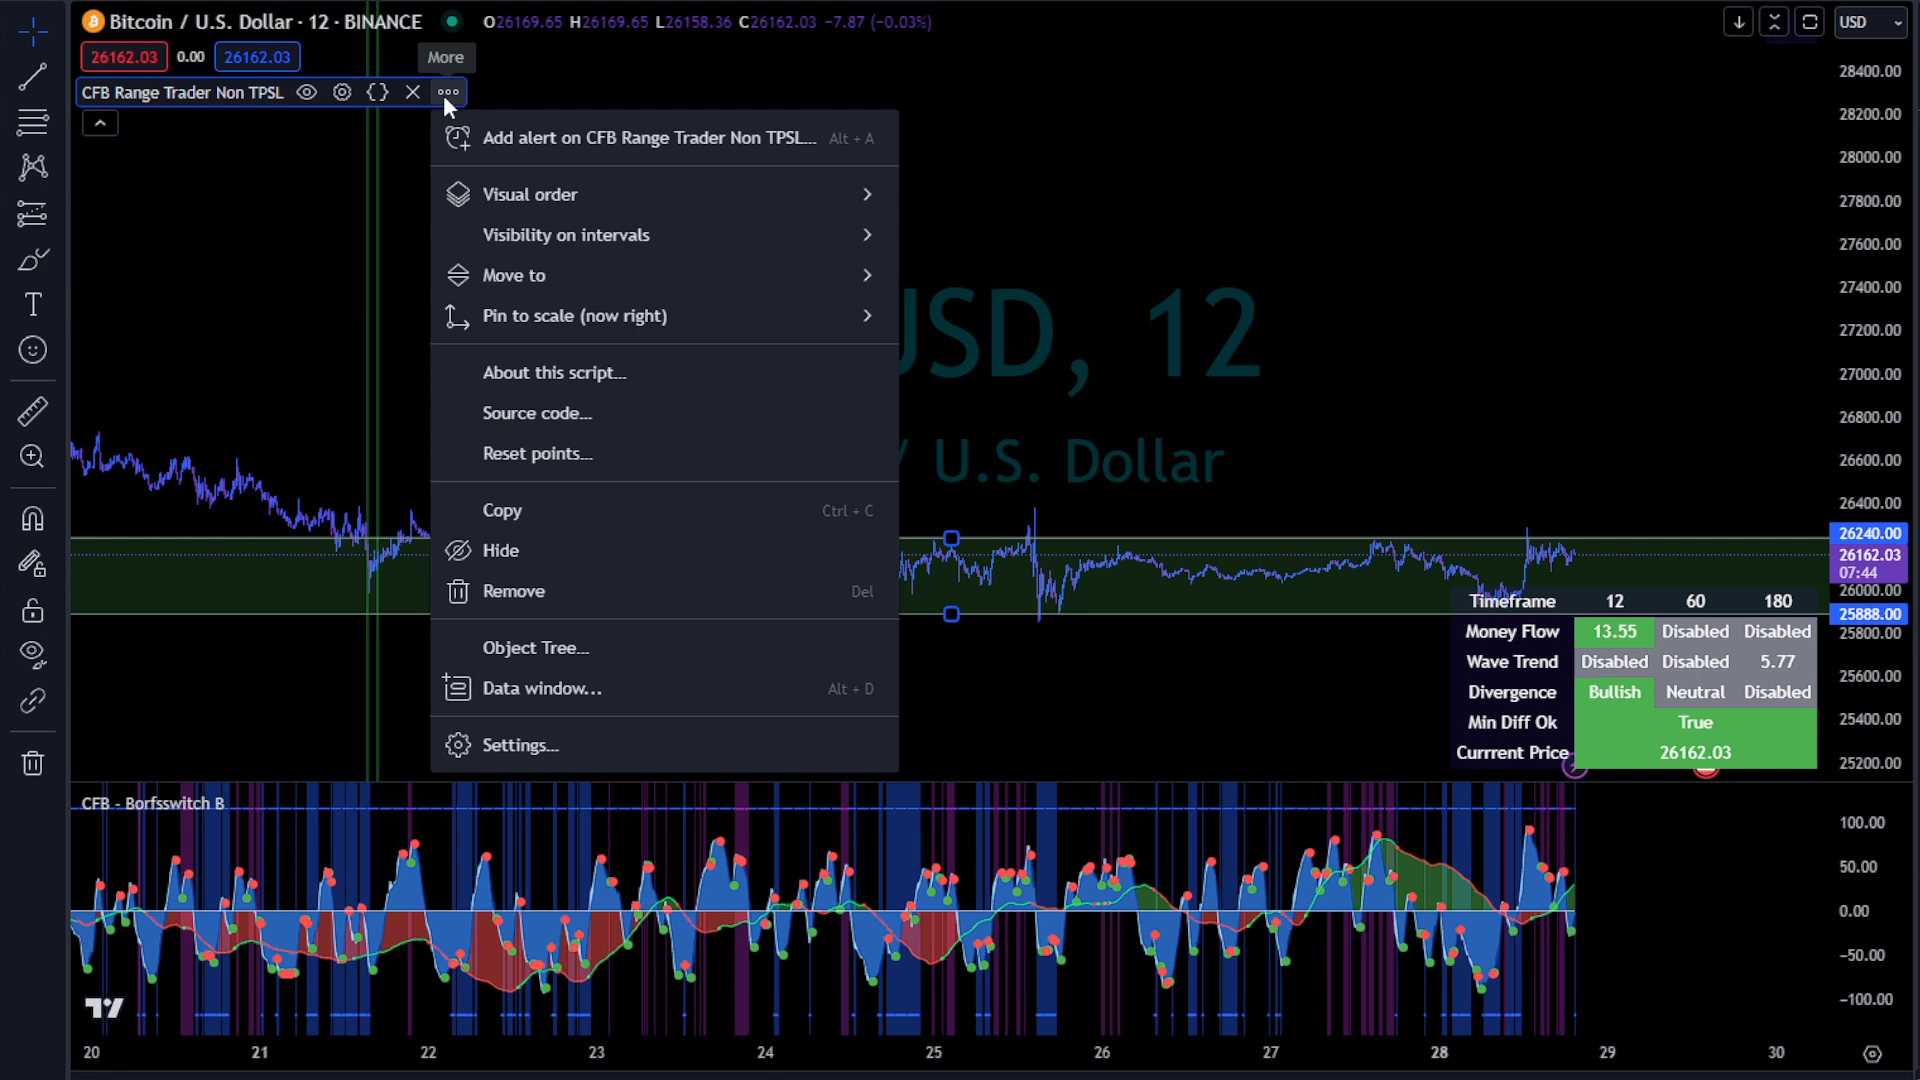 Bitcoin / U.S. Dollar · 12 · BINANCE
O26169.65 H26169.65 L26158.36 C26162.03 −7.87 (−0.03%)
USD
26162.03 0.00 26162.03
More
CFB Range Trader Non TPSL
Add alert on CFB Range Trader Non TPSL... Alt + A
Visual order
Visibility on intervals
Move to
Pin to scale (now right)
About this script...
Source code...
Reset points...
Copy Ctrl + C
Hide
Remove Del
Object Tree...
Data window... Alt + D
Settings...
USD, 12
/ U.S. Dollar
28400.00
28200.00
28000.00
27800.00
27600.00
27400.00
27200.00
27000.00
26800.00
26600.00
26400.00
26240.00
26162.03
07:44
26000.00
25888.00
25800.00
25600.00
25400.00
25200.00
Timeframe 12 60 180
Money Flow 13.55 Disabled Disabled
Wave Trend Disabled Disabled 5.77
Divergence Bullish Neutral Disabled
Min Diff Ok True
Currrent Price 26162.03
CFB - Borfsswitch B
100.00
50.00
0.00
−50.00
−100.00
20 21 22 23 24 25 26 27 28 29 30